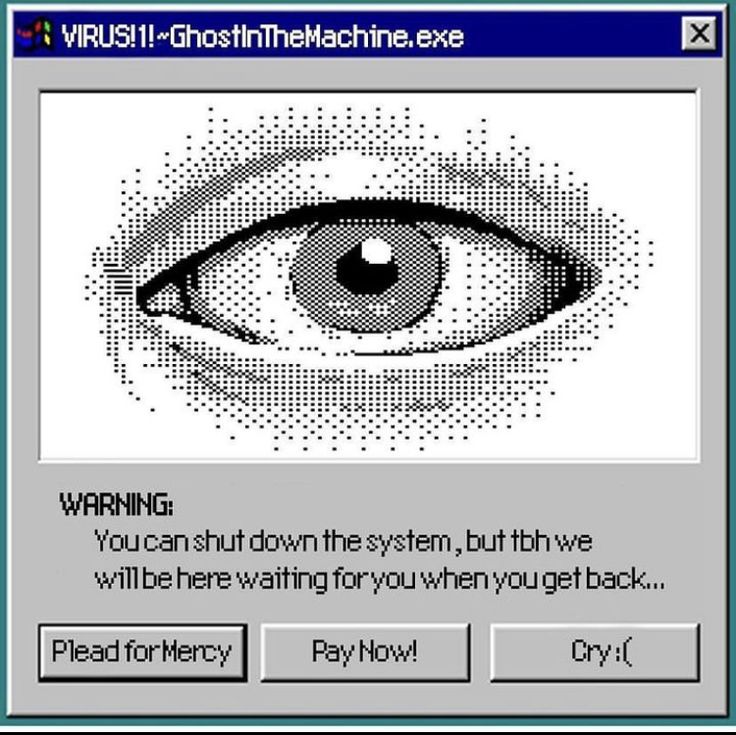 VIRUS!1!~GhostInTheMachine.exe
WARNING:
You can shut down the system, but tbh we
will be here waiting for you when you get back...
Plead for Mercy
Pay Now!
Cry :(